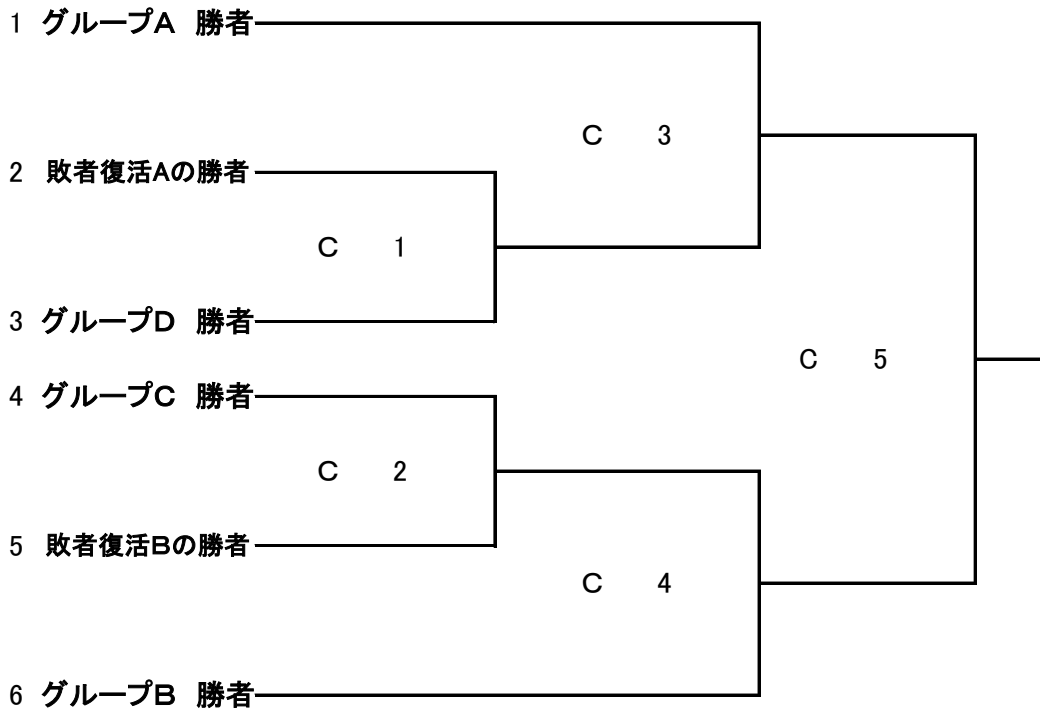 1 グループA 勝者
C 3
2 敗者復活Aの勝者
C 1
3 グループD 勝者
C 5
4 グループC 勝者
C 2
5 敗者復活Bの勝者
C 4
6 グループB 勝者